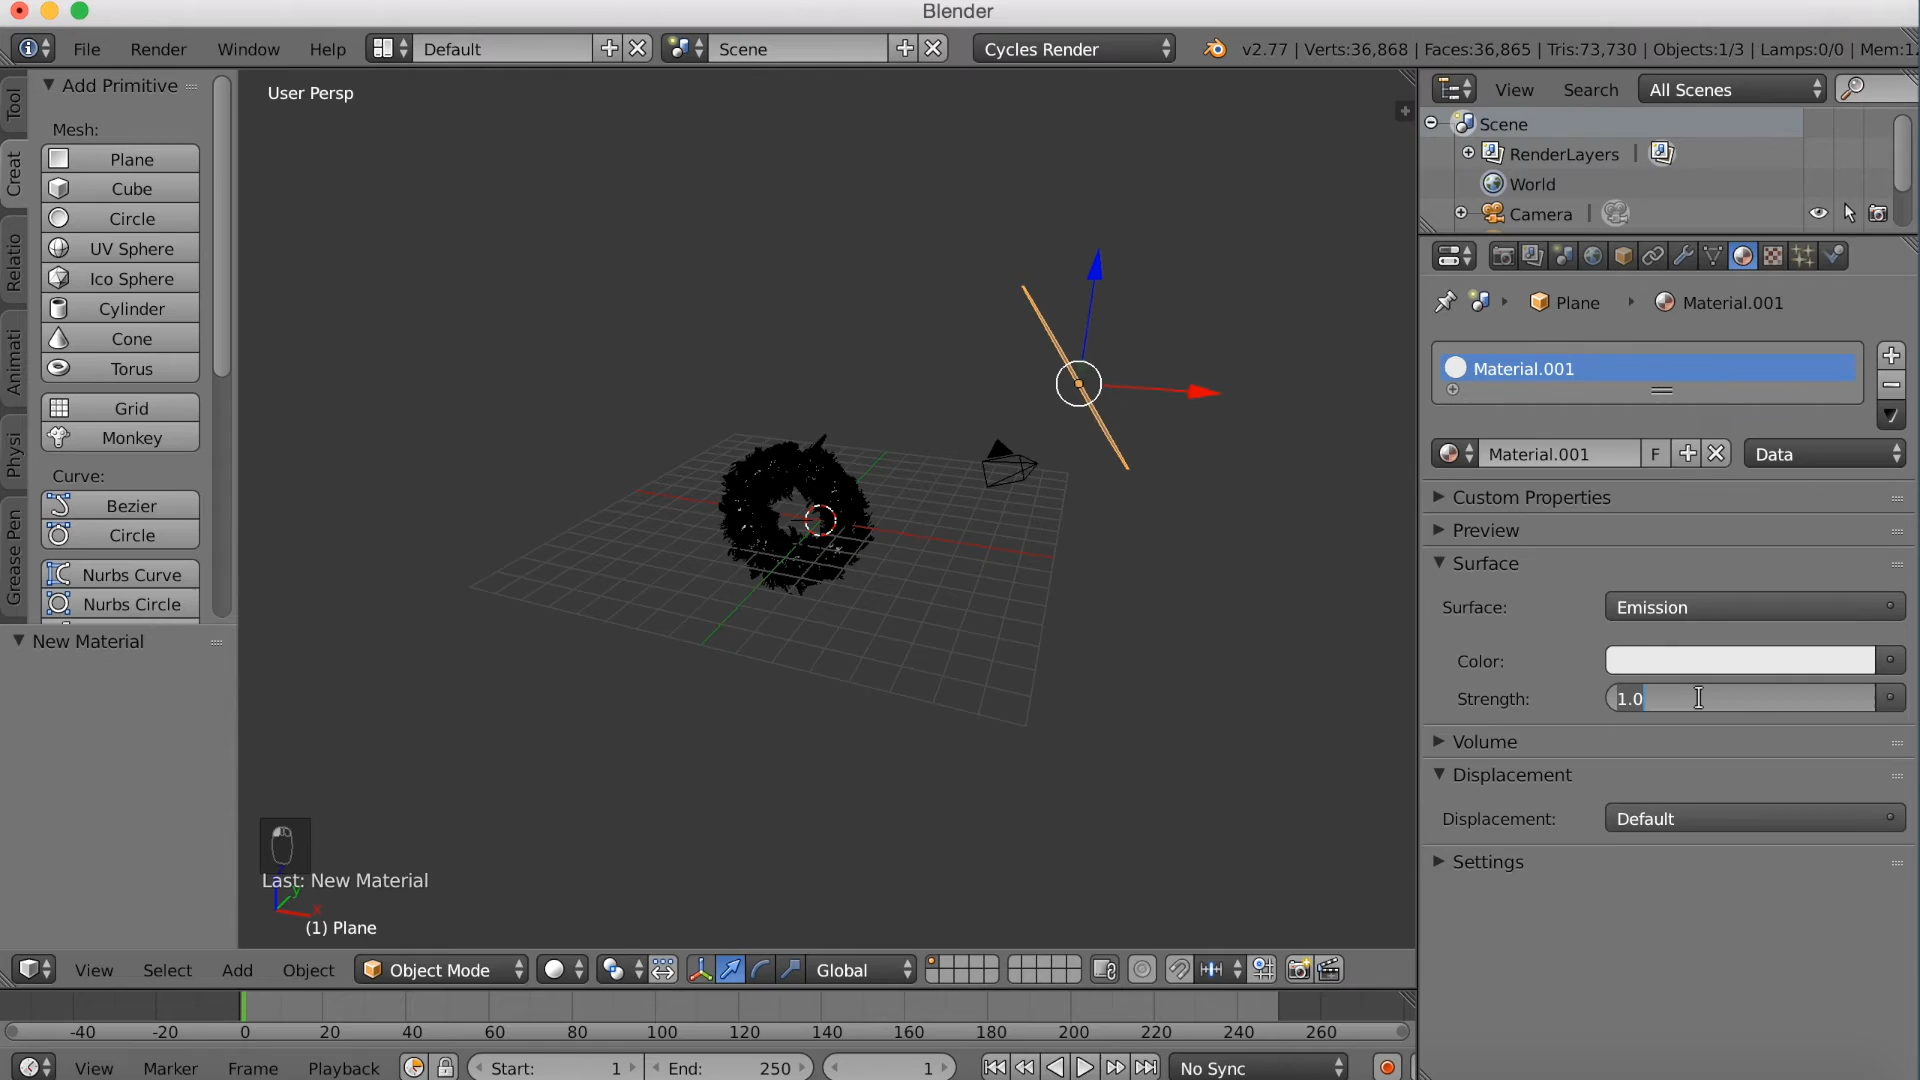 Blender
File Render Window Help Default Scene Cycles Render v2.77 | Verts:36,868 | Faces:36,865 | Tris:73,730 | Objects:1/3 | Lamps:0/0 | Mem:1.
Tool
Creat
Relatio
Animati
Physi
Grease Pen
Add Primitive
Mesh:
Plane
Cube
Circle
UV Sphere
Ico Sphere
Cylinder
Cone
Torus
Grid
Monkey
Curve:
Bezier
Circle
Nurbs Curve
Nurbs Circle
New Material
User Persp
Last: New Material
y
x
(1) Plane
View Search All Scenes
Scene
RenderLayers |
World
Camera |
Plane Material.001
Material.001
Material.001 F Data
Custom Properties
Preview
Surface
Surface: Emission
Color:
Strength: 1.0
Volume
Displacement
Displacement: Default
Settings
View Select Add Object Object Mode Global
-40 -20 0 20 40 60 80 100 120 140 160 180 200 220 240 260
View Marker Frame Playback Start: 1 End: 250 1 No Sync